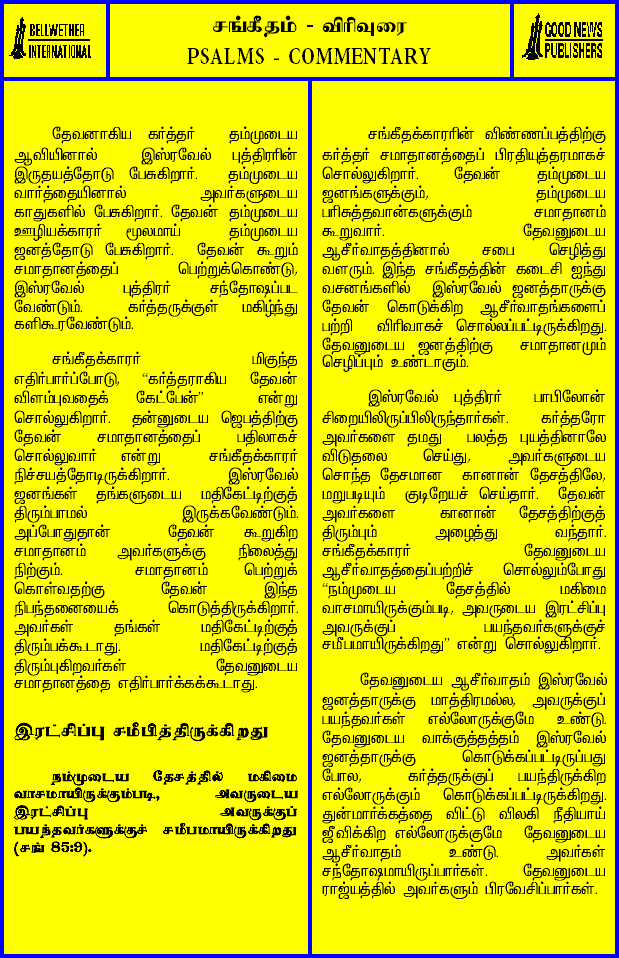 BELLWETHER
INTERNATIONAL
சங்கீதம் - விரிவுரை
PSALMS - COMMENTARY
GOOD NEWS
PUBLISHERS
தேவனாகிய கர்த்தர் தம்முடைய
ஆவியினால் இஸ்ரவேல் புத்திரரின்
இருதயத்தோடு பேசுகிறார். தம்முடைய
வார்த்தையினால் அவர்களுடைய
காதுகளில் பேசுகிறார். தேவன் தம்முடைய
ஊழியக்காரர் மூலமாய் தம்முடைய
ஜனத்தோடு பேசுகிறார். தேவன் கூறும்
சமாதானத்தைப் பெற்றுக்கொண்டு,
இஸ்ரவேல் புத்திரர் சந்தோஷப்பட
வேண்டும். கர்த்தருக்குள் மகிழ்ந்து
களிகூரவேண்டும்.
சங்கீதக்காரர் மிகுந்த
எதிர்பார்ப்போடு, “கர்த்தராகிய தேவன்
விளம்புவதைக் கேட்பேன்” என்று
சொல்லுகிறார். தன்னுடைய ஜெபத்திற்கு
தேவன் சமாதானத்தைப் பதிலாகச்
சொல்லுவார் என்று சங்கீதக்காரர்
நிச்சயத்தோடிருக்கிறார். இஸ்ரவேல்
ஜனங்கள் தங்களுடைய மதிகேட்டிற்குத்
திரும்பாமல் இருக்கவேண்டும்.
அப்போதுதான் தேவன் கூறுகிற
சமாதானம் அவர்களுக்கு நிலைத்து
நிற்கும். சமாதானம் பெற்றுக்
கொள்வதற்கு தேவன் இந்த
நிபந்தனையைக் கொடுத்திருக்கிறார்.
அவர்கள் தங்கள் மதிகேட்டிற்குத்
திரும்பக்கூடாது. மதிகேட்டிற்குத்
திரும்புகிறவர்கள் தேவனுடைய
சமாதானத்தை எதிர்பார்க்கக்கூடாது.
இரட்சிப்பு சமீபித்திருக்கிறது
நம்முடைய தேசத்தில் மகிமை
வாசமாயிருக்கும்படி, அவருடைய
இரட்சிப்பு அவருக்குப்
பயந்தவர்களுக்குச் சமீபமாயிருக்கிறது
(சங் 85:9).
சங்கீதக்காரரின் விண்ணப்பத்திற்கு
கர்த்தர் சமாதானத்தைப் பிரதியுத்தரமாகச்
சொல்லுகிறார். தேவன் தம்முடைய
ஜனங்களுக்கும், தம்முடைய
பரிசுத்தவான்களுக்கும் சமாதானம்
கூறுவார். தேவனுடைய
ஆசீர்வாதத்தினால் சபை செழித்து
வளரும். இந்த சங்கீதத்தின் கடைசி ஐந்து
வசனங்களில் இஸ்ரவேல் ஜனத்தாருக்கு
தேவன் கொடுக்கிற ஆசீர்வாதங்களைப்
பற்றி விரிவாகச் சொல்லப்பட்டிருக்கிறது.
தேவனுடைய ஜனத்திற்கு சமாதானமும்
செழிப்பும் உண்டாகும்.
இஸ்ரவேல் புத்திரர் பாபிலோன்
சிறையிலிருப்பிலிருந்தார்கள். கர்த்தரோ
அவர்களை தமது பலத்த புயத்தினாலே
விடுதலை செய்து, அவர்களுடைய
சொந்த தேசமான கானான் தேசத்திலே,
மறுபடியும் குடியேறச் செய்தார். தேவன்
அவர்களை கானான் தேசத்திற்குத்
திரும்பும் அழைத்து வந்தார்.
சங்கீதக்காரர் தேவனுடைய
ஆசீர்வாதத்தைப்பற்றிச் சொல்லும்போது
“நம்முடைய தேசத்தில் மகிமை
வாசமாயிருக்கும்படி, அவருடைய இரட்சிப்பு
அவருக்குப் பயந்தவர்களுக்குச்
சமீபமாயிருக்கிறது” என்று சொல்லுகிறார்.
தேவனுடைய ஆசீர்வாதம் இஸ்ரவேல்
ஜனத்தாருக்கு மாத்திரமல்ல, அவருக்குப்
பயந்தவர்கள் எல்லோருக்குமே உண்டு.
தேவனுடைய வாக்குத்தத்தம் இஸ்ரவேல்
ஜனத்தாருக்கு கொடுக்கப்பட்டிருப்பது
போல, கர்த்தருக்குப் பயந்திருக்கிற
எல்லோருக்கும் கொடுக்கப்பட்டிருக்கிறது.
துன்மார்க்கத்தை விட்டு விலகி நீதியாய்
ஜீவிக்கிற எல்லோருக்குமே தேவனுடைய
ஆசீர்வாதம் உண்டு. அவர்கள்
சந்தோஷமாயிருப்பார்கள். தேவனுடைய
ராஜ்யத்தில் அவர்களும் பிரவேசிப்பார்கள்.